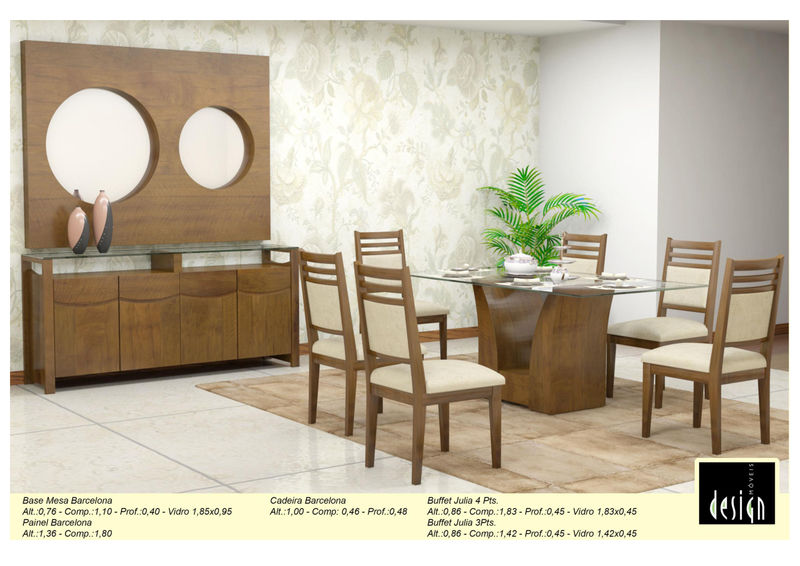 Base Mesa Barcelona
Alt.:0,76 - Comp.:1,10 - Prof.:0,40 - Vidro 1,85x0,95
Painel Barcelona
Alt.:1,36 - Comp.:1,80
Cadeira Barcelona
Alt.:1,00 - Comp: 0,46 - Prof.:0,48
Buffet Julia 4 Pts.
Alt.:0,86 - Comp.:1,83 - Prof.:0,45 - Vidro 1,83x0,45
Buffet Julia 3Pts.
Alt.:0,86 - Comp.:1,42 - Prof.:0,45 - Vidro 1,42x0,45
design
MÓVEIS